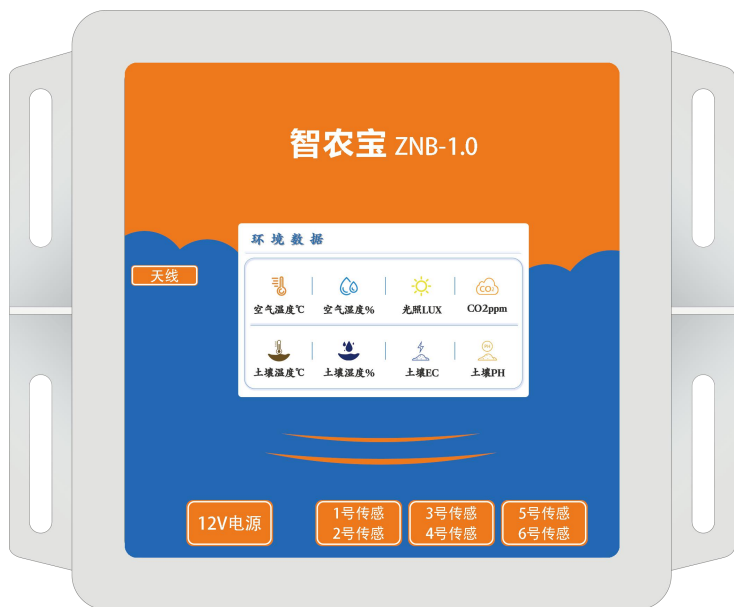 智农宝 ZNB-1.0
环境数据
天线
空气温度℃ 空气湿度% 光照LUX CO2ppm
土壤温度℃ 土壤湿度% 土壤EC 土壤PH
12V电源
1号传感 3号传感 5号传感
2号传感 4号传感 6号传感